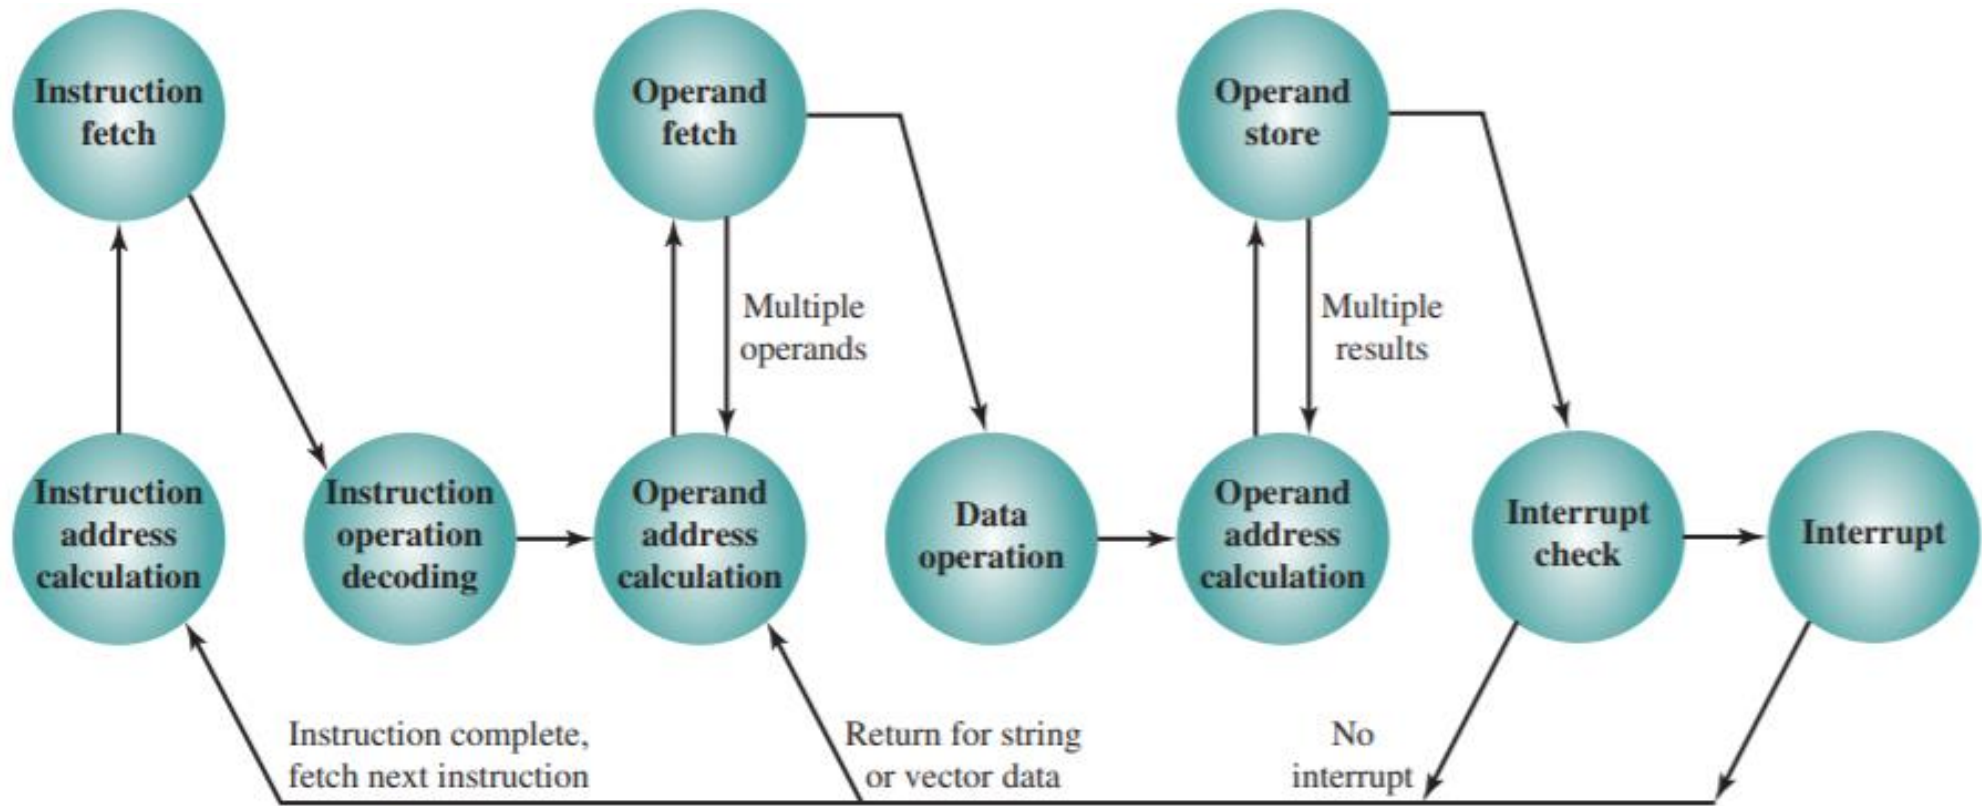 Instruction
fetch
Operand
fetch
Operand
store
Multiple
operands
Multiple
results
Instruction
address
calculation
Instruction
operation
decoding
Operand
address
calculation
Data
operation
Operand
address
calculation
Interrupt
check
Interrupt
Instruction complete,
fetch next instruction
Return for string
or vector data
No
interrupt